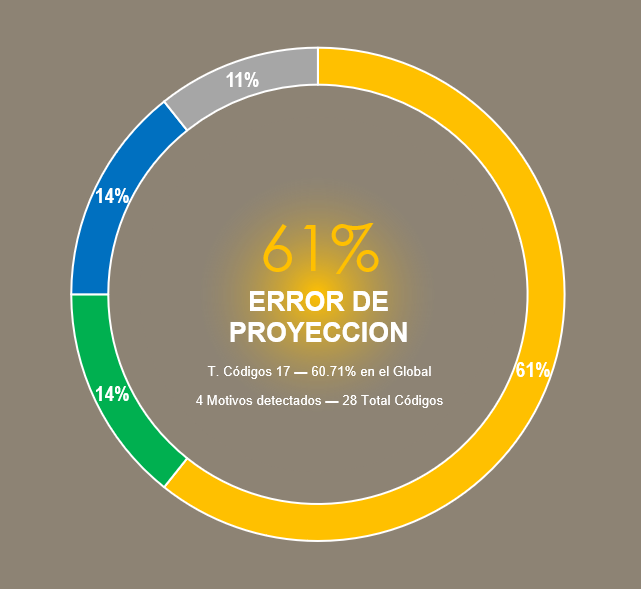 11%
14%
61%
ERROR DE
PROYECCION
T. Códigos 17 — 60.71% en el Global
61%
14%
4 Motivos detectados — 28 Total Códigos